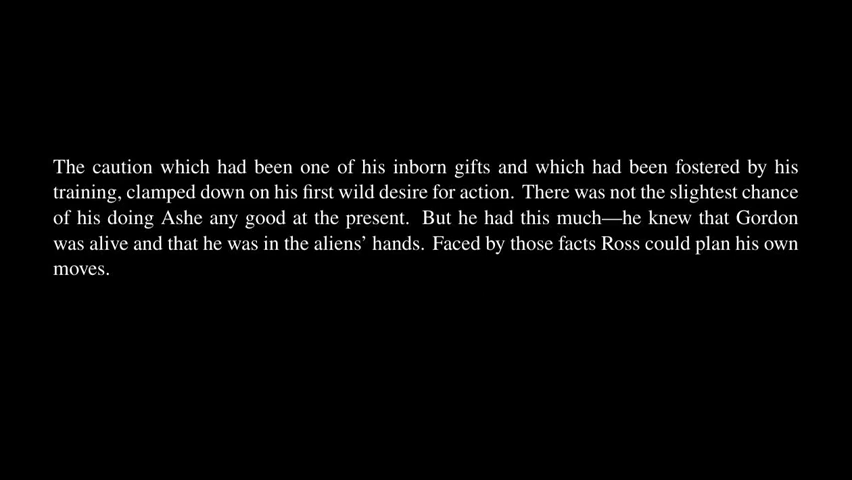 The caution which had been one of his inborn gifts and which had been fostered by his
training, clamped down on his first wild desire for action. There was not the slightest chance
of his doing Ashe any good at the present. But he had this much—he knew that Gordon
was alive and that he was in the aliens’ hands. Faced by those facts Ross could plan his own
moves.